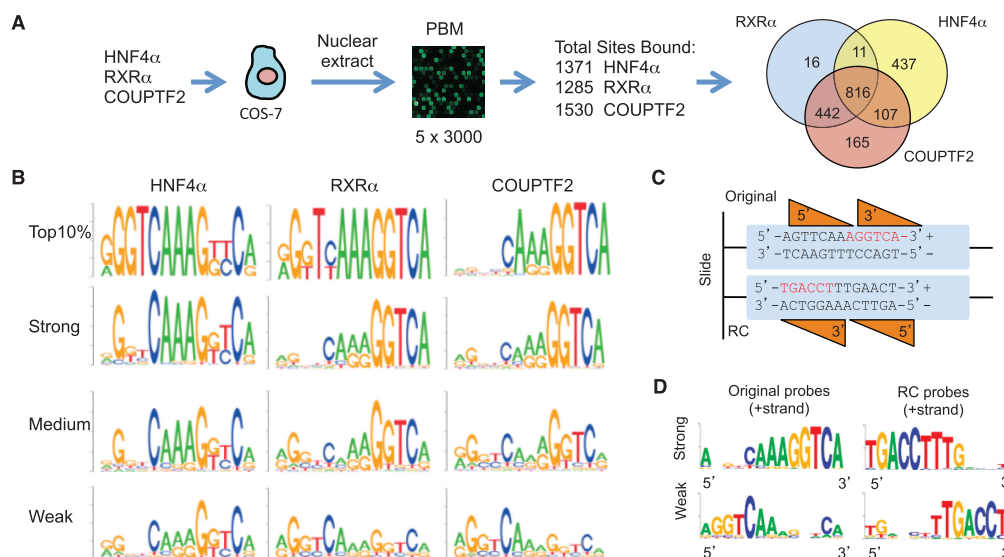 A
HNF4α
RXRα
COUPTF2
COS-7
Nuclear
extract
PBM
5 x 3000
Total Sites Bound:
1371 HNF4α
1285 RXRα
1530 COUPTF2
RXRα
HNF4α
16
11
437
816
442
107
165
COUPTF2
B
HNF4α
RXRα
COUPTF2
Top10%
Strong
Medium
Weak
C
Original
5'
3'
5'-AGTTCAAAGGTCA-3' +
3'-TCAAGTTTCCAGT-5' -
Slide
5'-TGACCTTTGAACT-3' +
3'-ACTGGAAACTTGA-5' -
RC
3'
5'
D
Original probes
(+strand)
RC probes
(+strand)
Strong
5'
3'
5'
Weak
5'
3'
5'